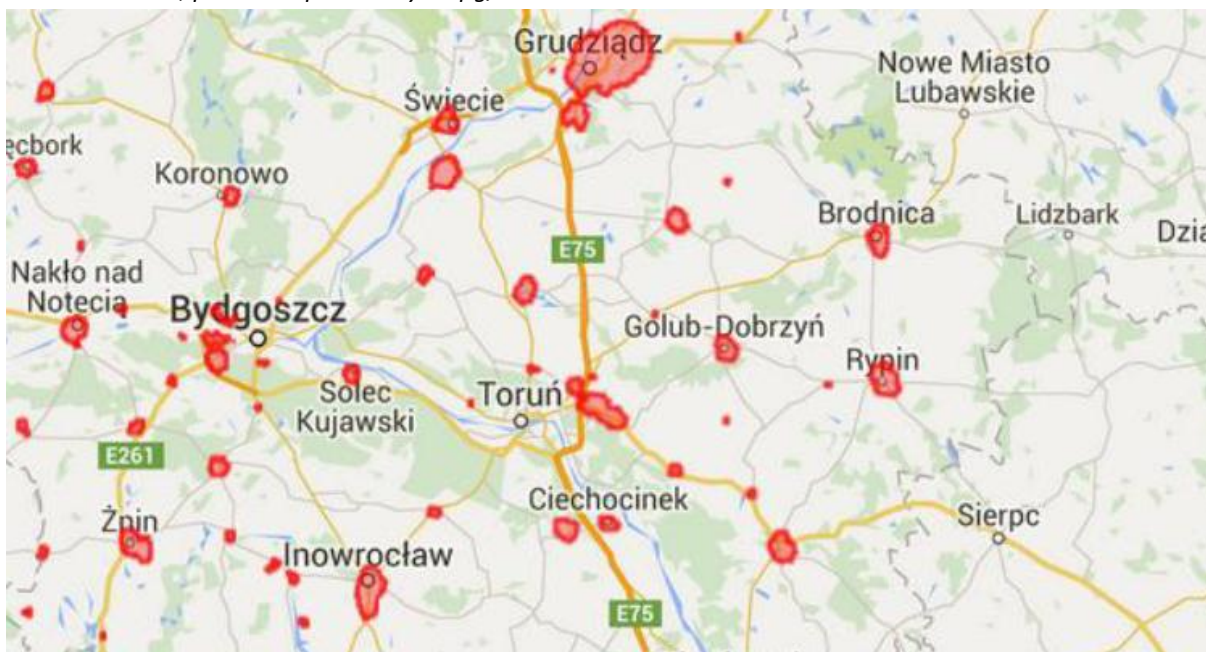 Grudziądz
Nowe Miasto
Lubawskie
Świecie
ęcbork
Koronowo
Brodnica
Lidzbark
Dzia
E75
Nakło nad
Notecią
Bydgoszcz
Golub-Dobrzyń
Rypin
Solec
Kujawski
Toruń
E261
Ciechocinek
Żnin
Sierpc
Inowrocław
E75